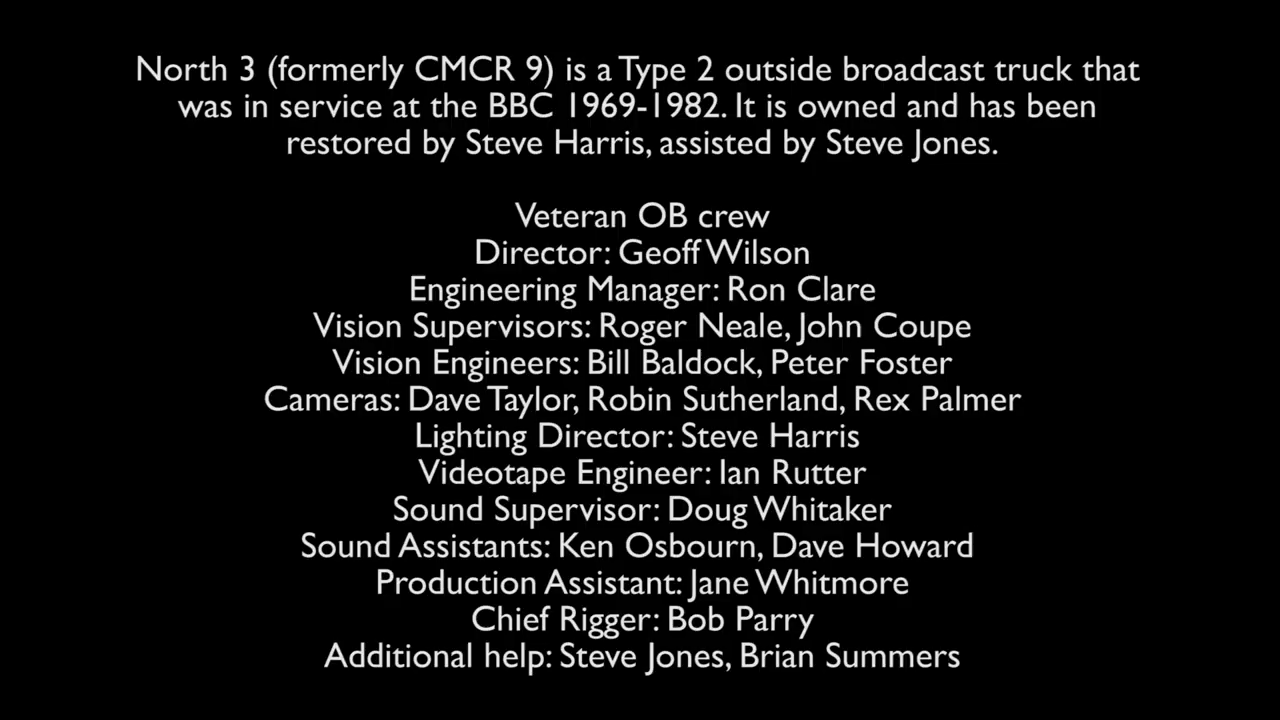 North 3 (formerly CMCR 9) is a Type 2 outside broadcast truck that
was in service at the BBC 1969-1982. It is owned and has been
restored by Steve Harris, assisted by Steve Jones.
Veteran OB crew
Director: Geoff Wilson
Engineering Manager: Ron Clare
Vision Supervisors: Roger Neale, John Coupe
Vision Engineers: Bill Baldock, Peter Foster
Cameras: Dave Taylor, Robin Sutherland, Rex Palmer
Lighting Director: Steve Harris
Videotape Engineer: Ian Rutter
Sound Supervisor: Doug Whitaker
Sound Assistants: Ken Osbourn, Dave Howard
Production Assistant: Jane Whitmore
Chief Rigger: Bob Parry
Additional help: Steve Jones, Brian Summers